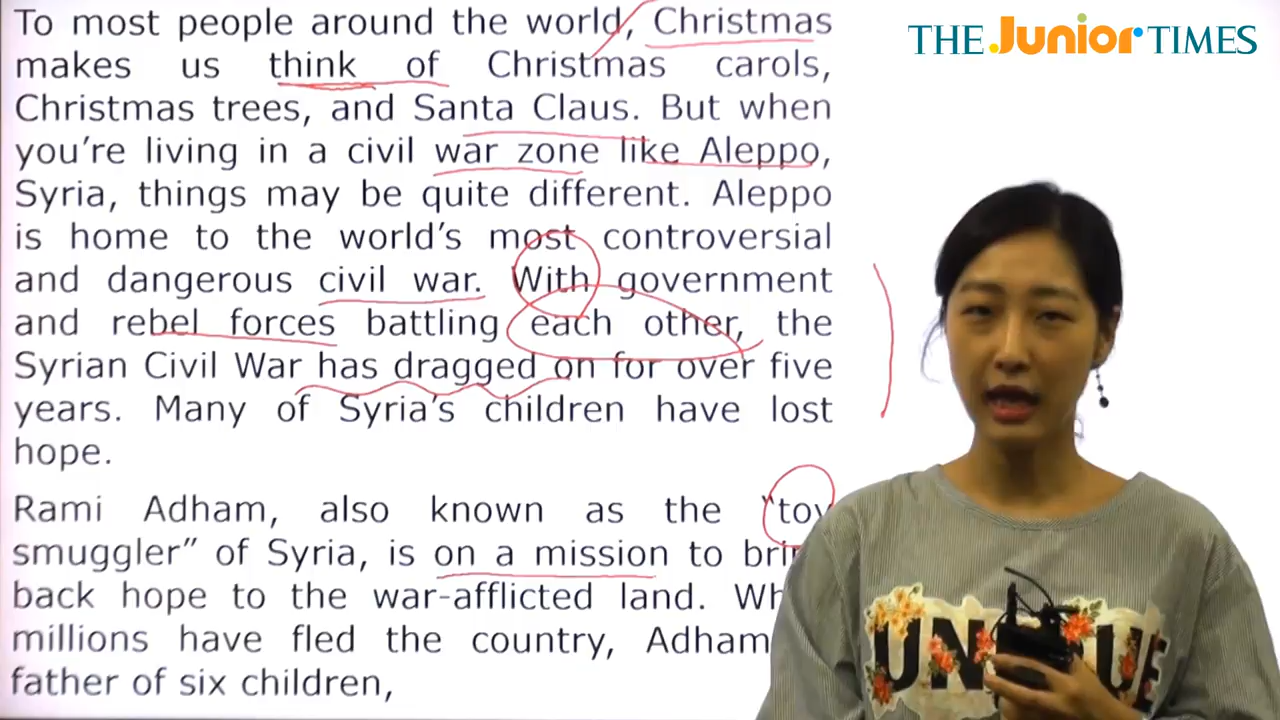 To most people around the world, Christmas
makes us think of Christmas carols,
Christmas trees, and Santa Claus. But when
you’re living in a civil war zone like Aleppo,
Syria, things may be quite different. Aleppo
is home to the world’s most controversial
and dangerous civil war. With government
and rebel forces battling each other, the
Syrian Civil War has dragged on for over five
years. Many of Syria’s children have lost
hope.
Rami Adham, also known as the “toy
smuggler” of Syria, is on a mission to
back hope to the war-afflicted land.
millions have fled the country, Adham
father of six children,
THE Junior TIMES